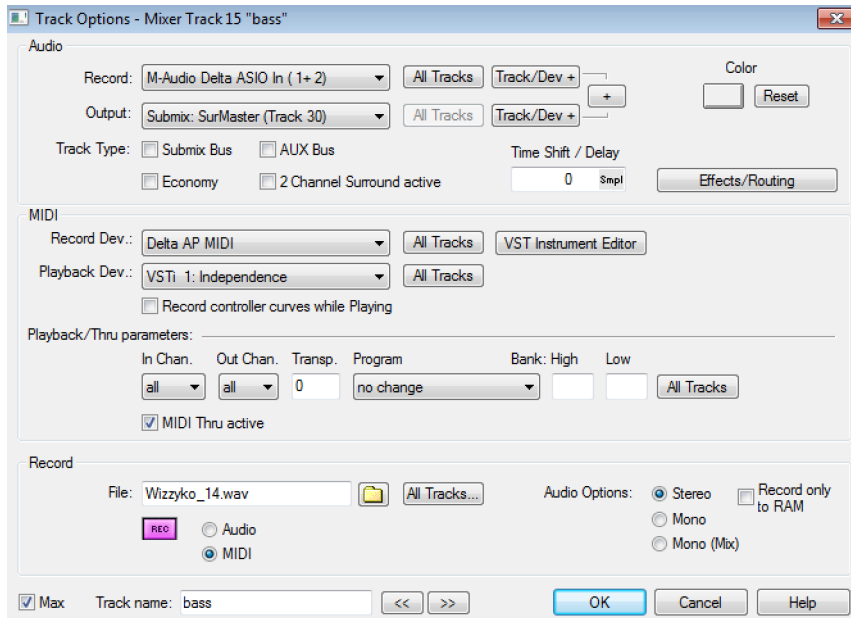 Track Options - Mixer Track 15 "bass"
Audio
Record: M-Audio Delta ASIO In ( 1+ 2) All Tracks Track/Dev + +
Color
Reset
Output: Submix: SurMaster (Track 30) All Tracks Track/Dev +
Track Type: Submix Bus AUX Bus
Economy 2 Channel Surround active
Time Shift / Delay
0 Smpl
Effects/Routing
MIDI
Record Dev.: Delta AP MIDI All Tracks VST Instrument Editor
Playback Dev.: VSTi 1: Independence All Tracks
Record controller curves while Playing
Playback/Thru parameters:
In Chan. Out Chan. Transp. Program Bank: High Low
all all 0 no change All Tracks
MIDI Thru active
Record
File: Wizzyko_14.wav All Tracks...
REC Audio
MIDI
Audio Options: Stereo
Mono
Mono (Mix)
Record only
to RAM
Max Track name: bass << >> OK Cancel Help